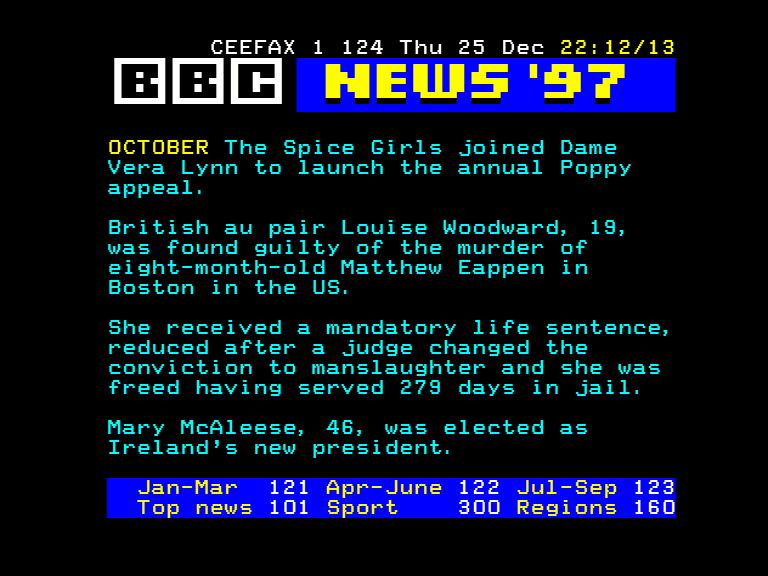 CEEFAX 1 124 Thu 25 Dec 22:12/13
BBC NEWS '97
OCTOBER The Spice Girls joined Dame
Vera Lynn to launch the annual Poppy
appeal.
British au pair Louise Woodward, 19,
was found guilty of the murder of
eight-month-old Matthew Eappen in
Boston in the US.
She received a mandatory life sentence,
reduced after a judge changed the
conviction to manslaughter and she was
freed having served 279 days in jail.
Mary McAleese, 46, was elected as
Ireland's new president.
Jan-Mar 121 Apr-June 122 Jul-Sep 123
Top news 101 Sport 300 Regions 160